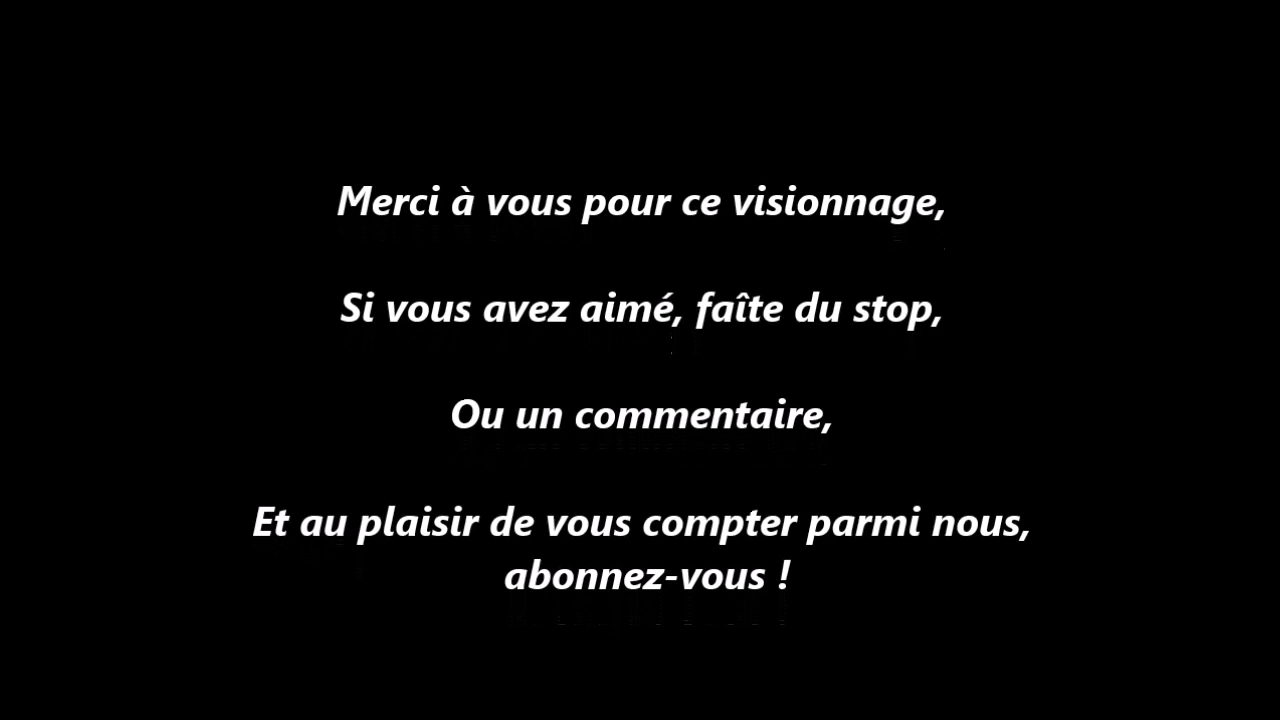 Merci à vous pour ce visionnage,
Si vous avez aimé, faîte du stop,
Ou un commentaire,
Et au plaisir de vous compter parmi nous,
abonnez-vous !